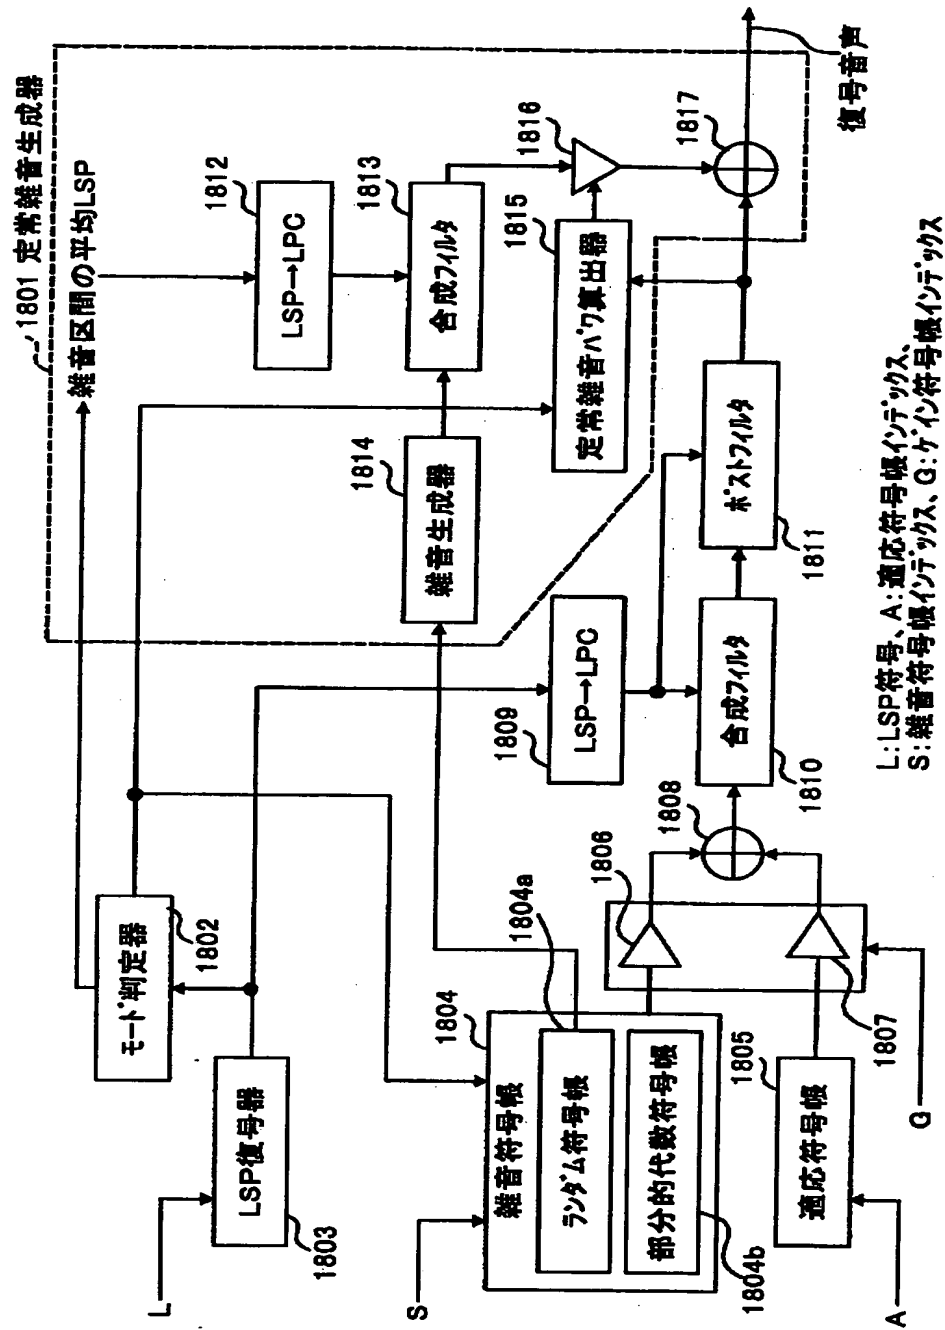 1801 定常雑音生成器
雑音区間の平均LSP
モード判定器
1802
LSP→LPC
1812
合成フィルタ
1813
雑音生成器
1814
定常雑音パワ算出器
1815
1816
1817
復号音声
L
LSP復号器
1803
LSP→LPC
1809
S
雑音符号帳
1804
ランダム符号帳
1804a
部分的代数符号帳
1804b
1806
1807
1808
合成フィルタ
1810
ポストフィルタ
1811
適応符号帳
1805
A
G
L:LSP符号、A:適応符号帳インデックス、
S:雑音符号帳インデックス、G:ゲイン符号帳インデックス